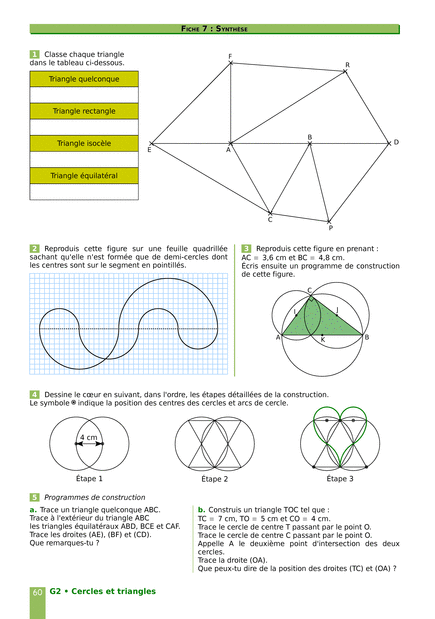 FICHE 7 : SYNTHÈSE
1 Classe chaque triangle
dans le tableau ci-dessous.
Triangle quelconque
Triangle rectangle
Triangle isocèle
Triangle équilatéral
F
R
E
A
B
D
C
P
2 Reproduis cette figure sur une feuille quadrillée
sachant qu'elle n'est formée que de demi-cercles dont
les centres sont sur le segment en pointillés.
3 Reproduis cette figure en prenant :
AC = 3,6 cm et BC = 4,8 cm.
Écris ensuite un programme de construction
de cette figure.
C
I
J
A
K
B
4 Dessine le cœur en suivant, dans l'ordre, les étapes détaillées de la construction.
Le symbole indique la position des centres des cercles et arcs de cercle.
4 cm
Étape 1
Étape 2
Étape 3
5 Programmes de construction
a. Trace un triangle quelconque ABC.
Trace à l'extérieur du triangle ABC
les triangles équilatéraux ABD, BCE et CAF.
Trace les droites (AE), (BF) et (CD).
Que remarques-tu ?
b. Construis un triangle TOC tel que :
TC = 7 cm, TO = 5 cm et CO = 4 cm.
Trace le cercle de centre T passant par le point O.
Trace le cercle de centre C passant par le point O.
Appelle A le deuxième point d'intersection des deux
cercles.
Trace la droite (OA).
Que peux-tu dire de la position des droites (TC) et (OA) ?
60 G2 • Cercles et triangles